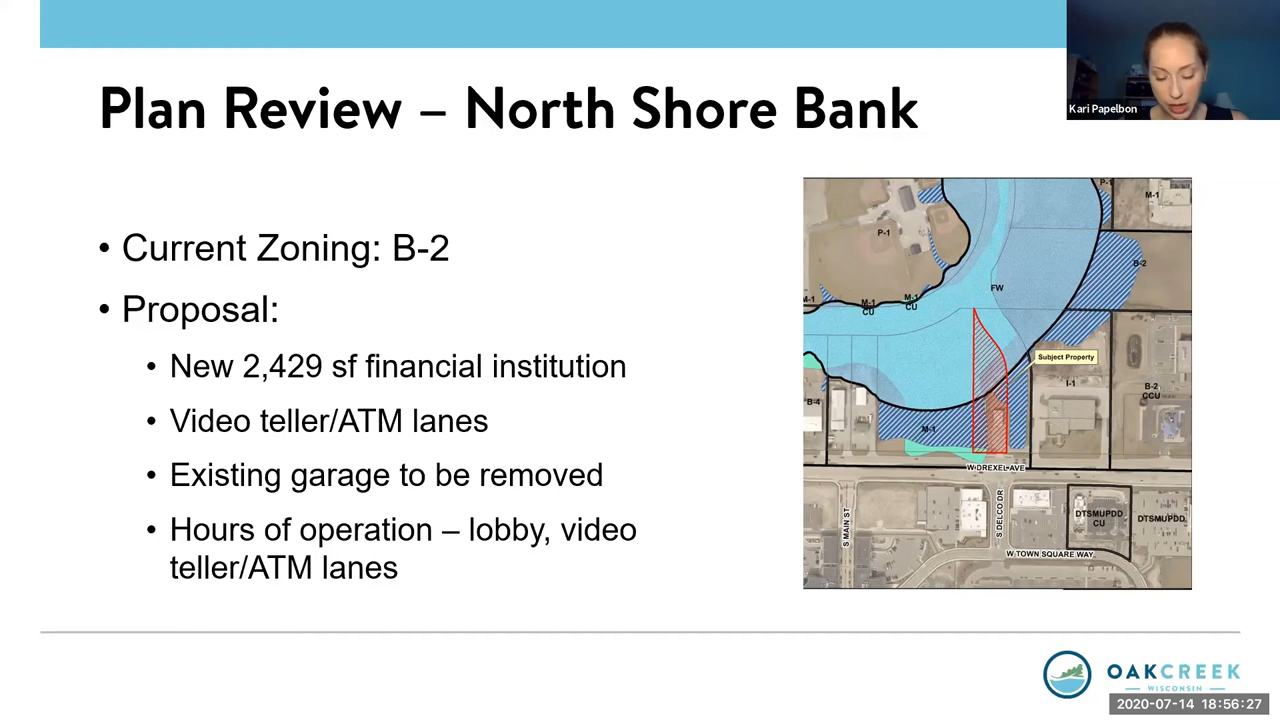 Kari Papelbon
Plan Review – North Shore Bank
• Current Zoning: B-2
• Proposal:
• New 2,429 sf financial institution
• Video teller/ATM lanes
• Existing garage to be removed
• Hours of operation – lobby, video
teller/ATM lanes
P-1
M-1
P-1
B-2
FW
M-1
M-1
CU
M-1
CU
Subject Property
I-1
B-2
CCU
B-4
M-1
W DREXEL AVE
S MAIN ST
S DELCO DR
DTSMUPDD
CU
DTSMUPDD
W TOWN SQUARE WAY
OAKCREEK
WISCONSIN
2020-07-14 18:56:27